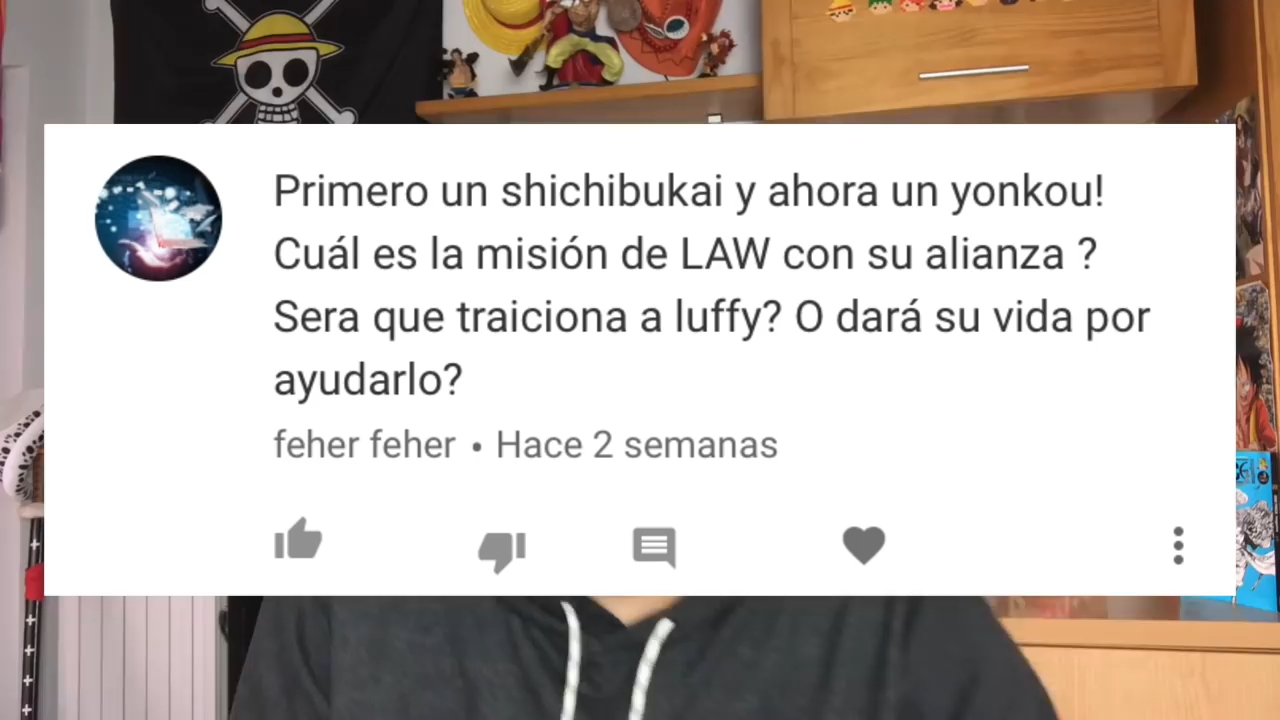 Primero un shichibukai y ahora un yonkou!
Cuál es la misión de LAW con su alianza ?
Sera que traiciona a luffy? O dará su vida por
ayudarlo?
feher feher • Hace 2 semanas